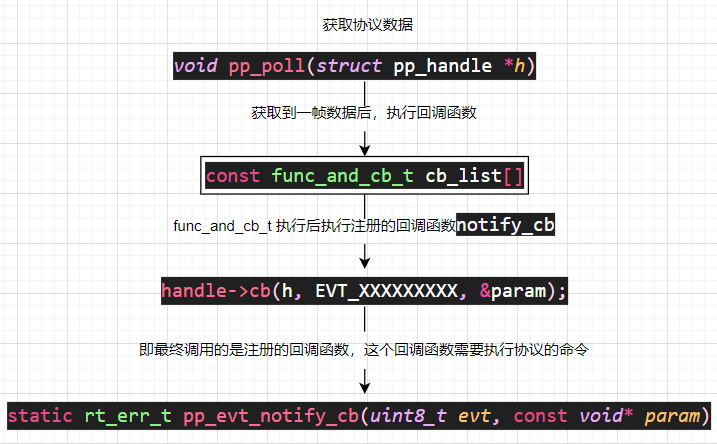 获取协议数据
void pp_poll(struct pp_handle *h)
获取到一帧数据后，执行回调函数
const func_and_cb_t cb_list[]
func_and_cb_t 执行后执行注册的回调函数notify_cb
handle->cb(h, EVT_XXXXXXXXX, &param);
即最终调用的是注册的回调函数，这个回调函数需要执行协议的命令
static rt_err_t pp_evt_notify_cb(uint8_t evt, const void* param)